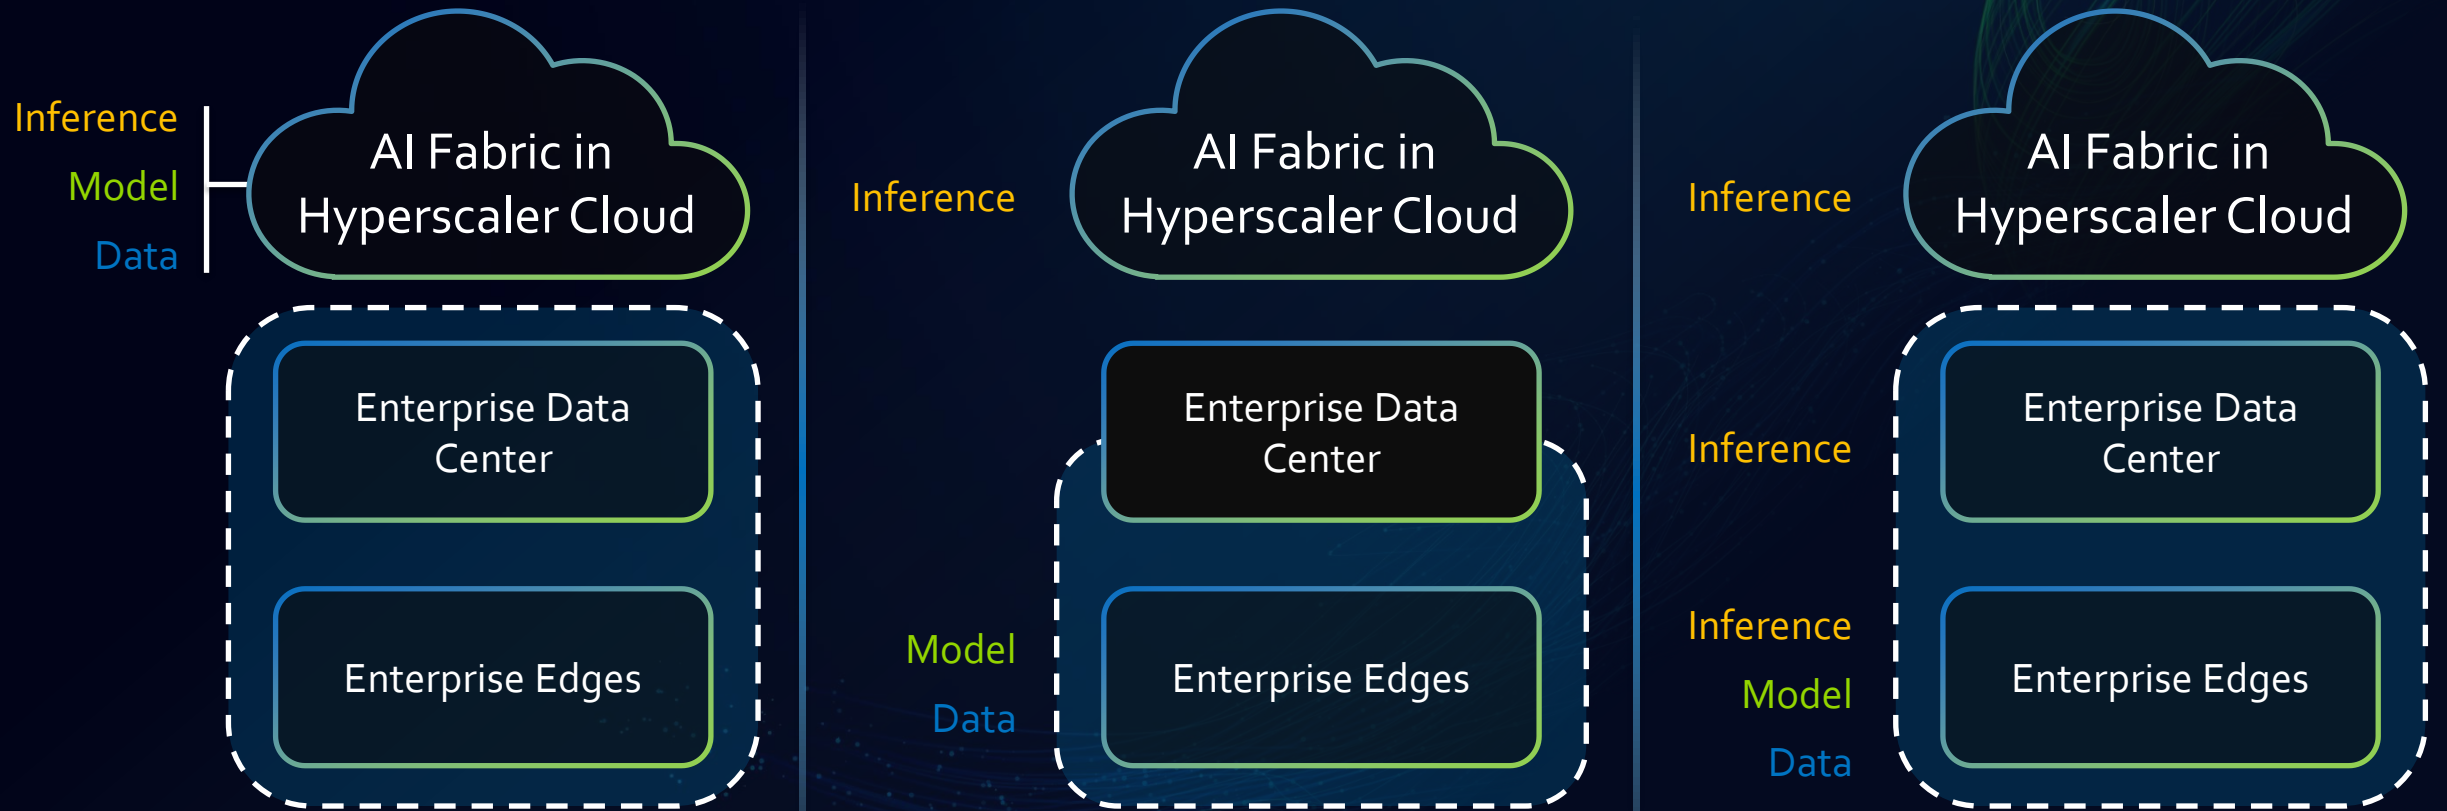 Inference
Model
Data
AI Fabric in
Hyperscaler Cloud
Enterprise Data
Center
Enterprise Edges
Inference
AI Fabric in
Hyperscaler Cloud
Enterprise Data
Center
Model
Data
Enterprise Edges
Inference
AI Fabric in
Hyperscaler Cloud
Inference
Enterprise Data
Center
Inference
Model
Data
Enterprise Edges